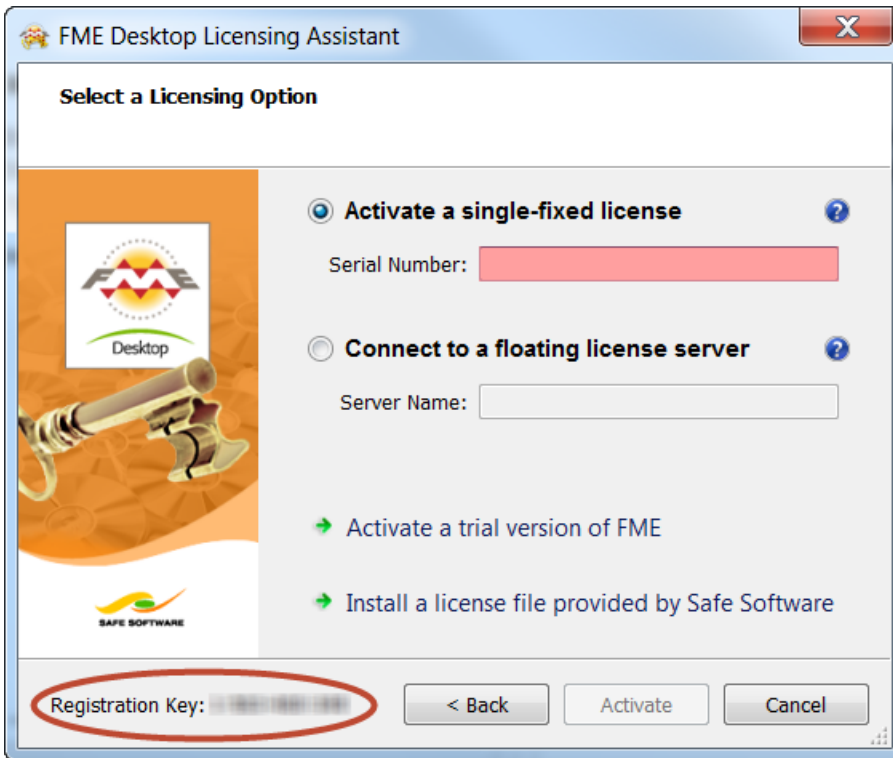 FME Desktop Licensing Assistant
Select a Licensing Option
FME
Desktop
SAFE SOFTWARE
Activate a single-fixed license
Serial Number:
Connect to a floating license server
Server Name:
Activate a trial version of FME
Install a license file provided by Safe Software
Registration Key:
< Back
Activate
Cancel